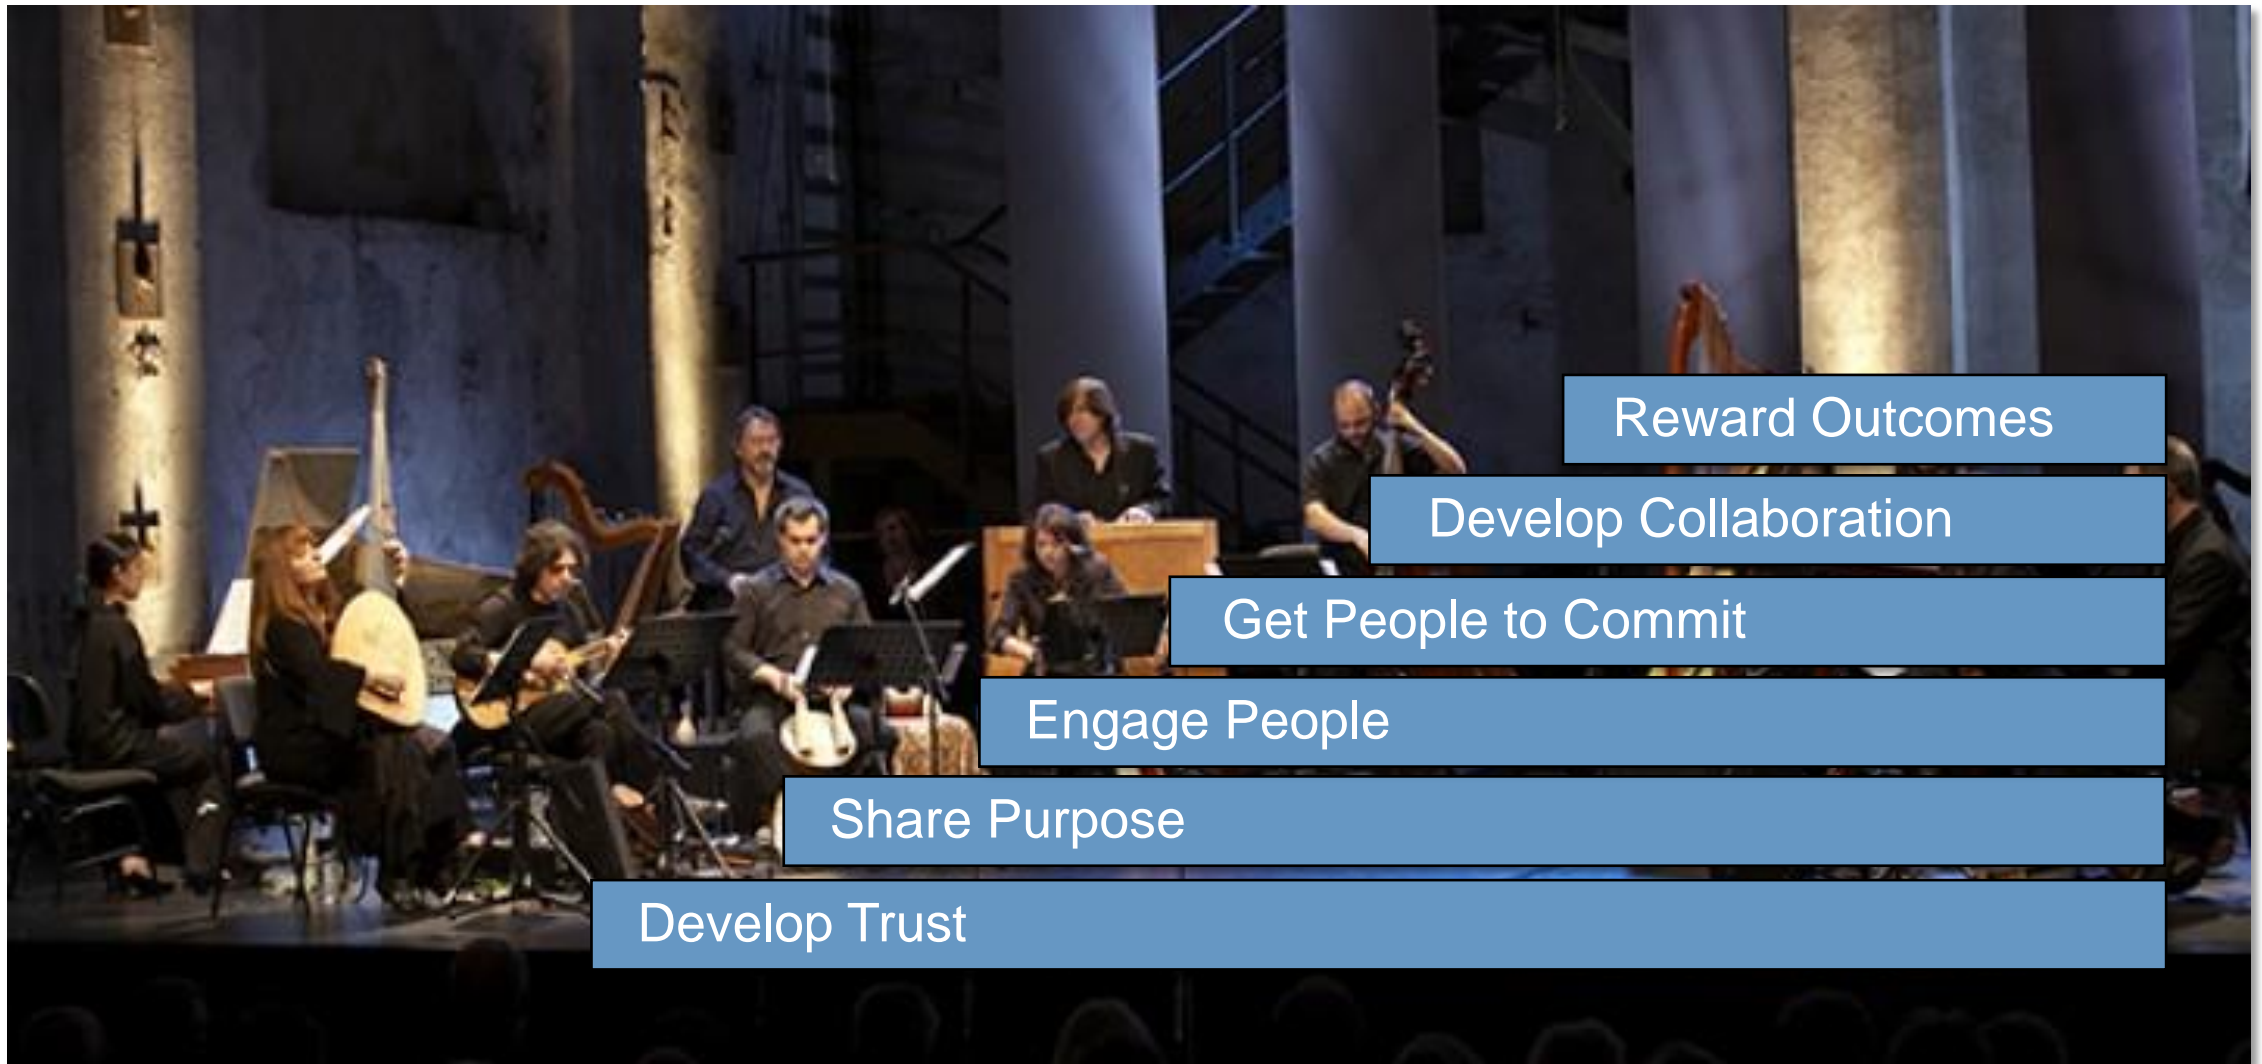 Reward Outcomes
Develop Collaboration
Get People to Commit
Engage People
Share Purpose
Develop Trust